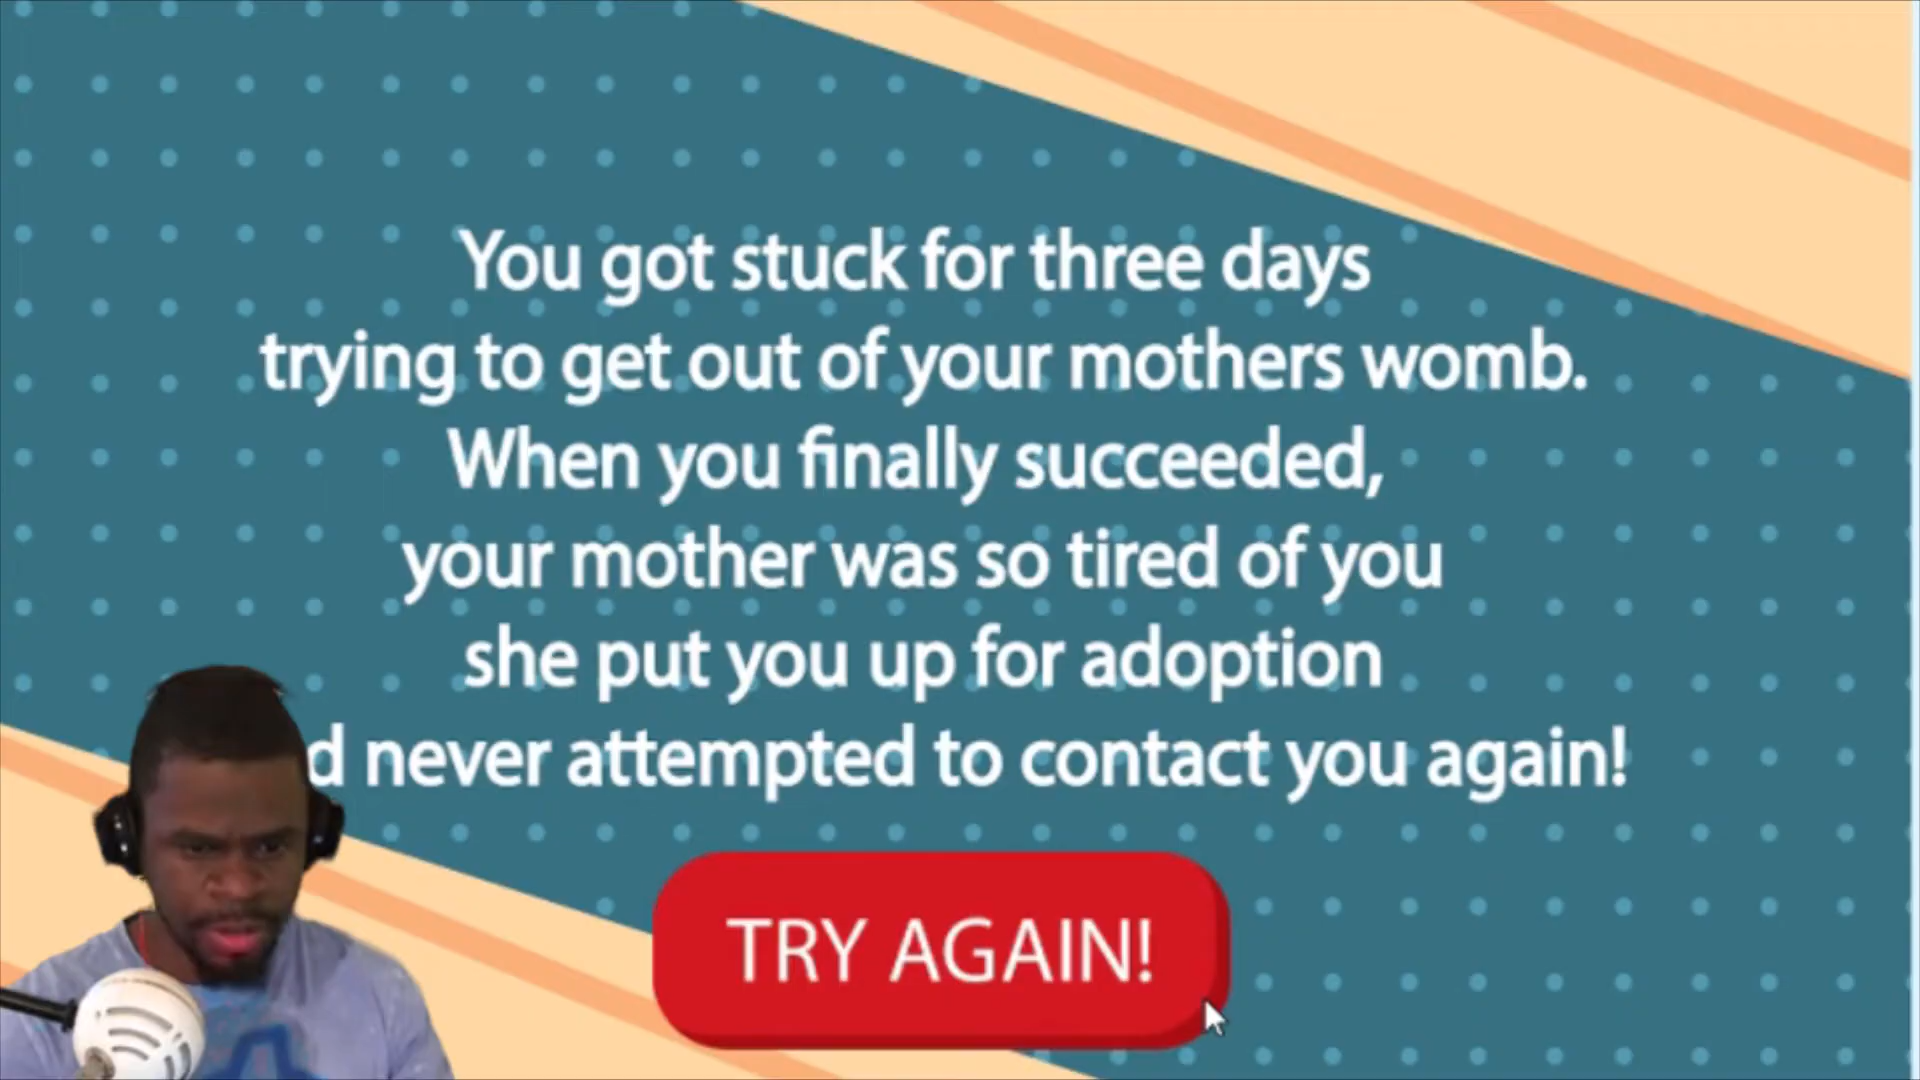 You got stuck for three days
trying to get out of your mothers womb.
When you finally succeeded,
your mother was so tired of you
she put you up for adoption
never attempted to contact you again!
TRY AGAIN!